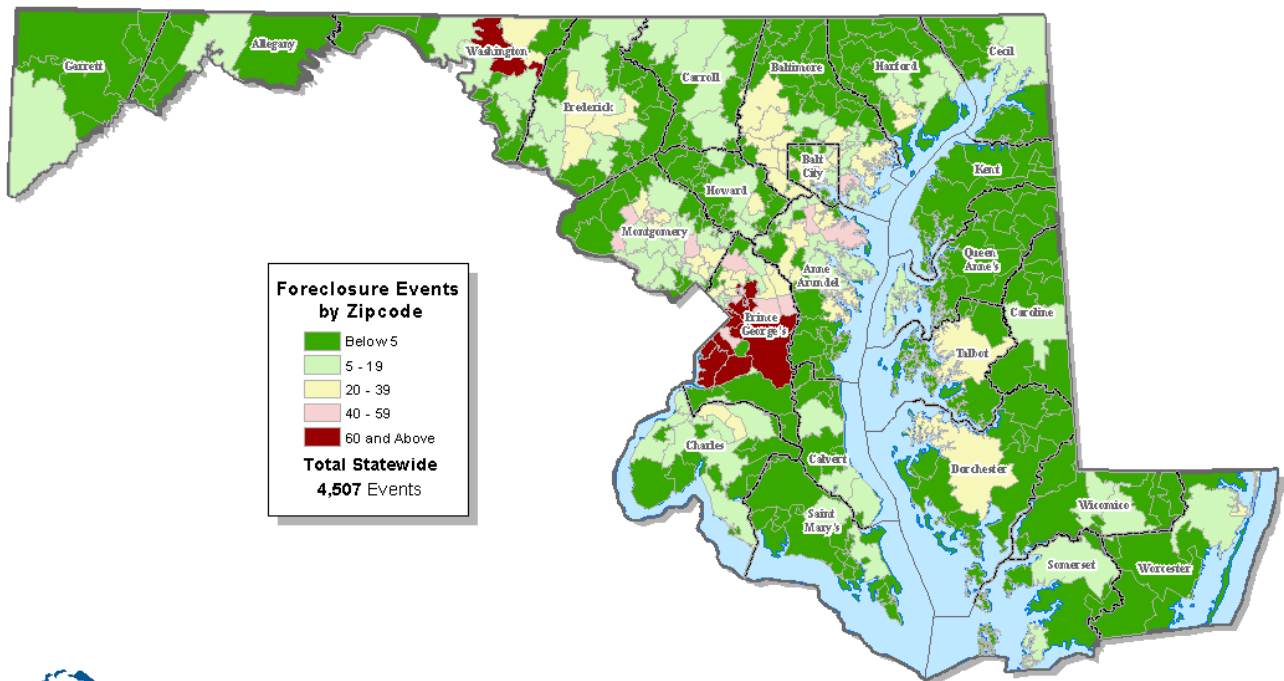 Garrett
Allegany
Washington
Frederick
Carroll
Baltimore
Harford
Cecil
Balt
City
Kent
Howard
Montgomery
Anne
Arundel
Queen
Anne's
Caroline
Prince
George's
Talbot
Charles
Calvert
Dorchester
Saint
Mary's
Wicomico
Somerset
Worcester
Foreclosure Events
by Zipcode
Below 5
5 - 19
20 - 39
40 - 59
60 and Above
Total Statewide
4,507 Events